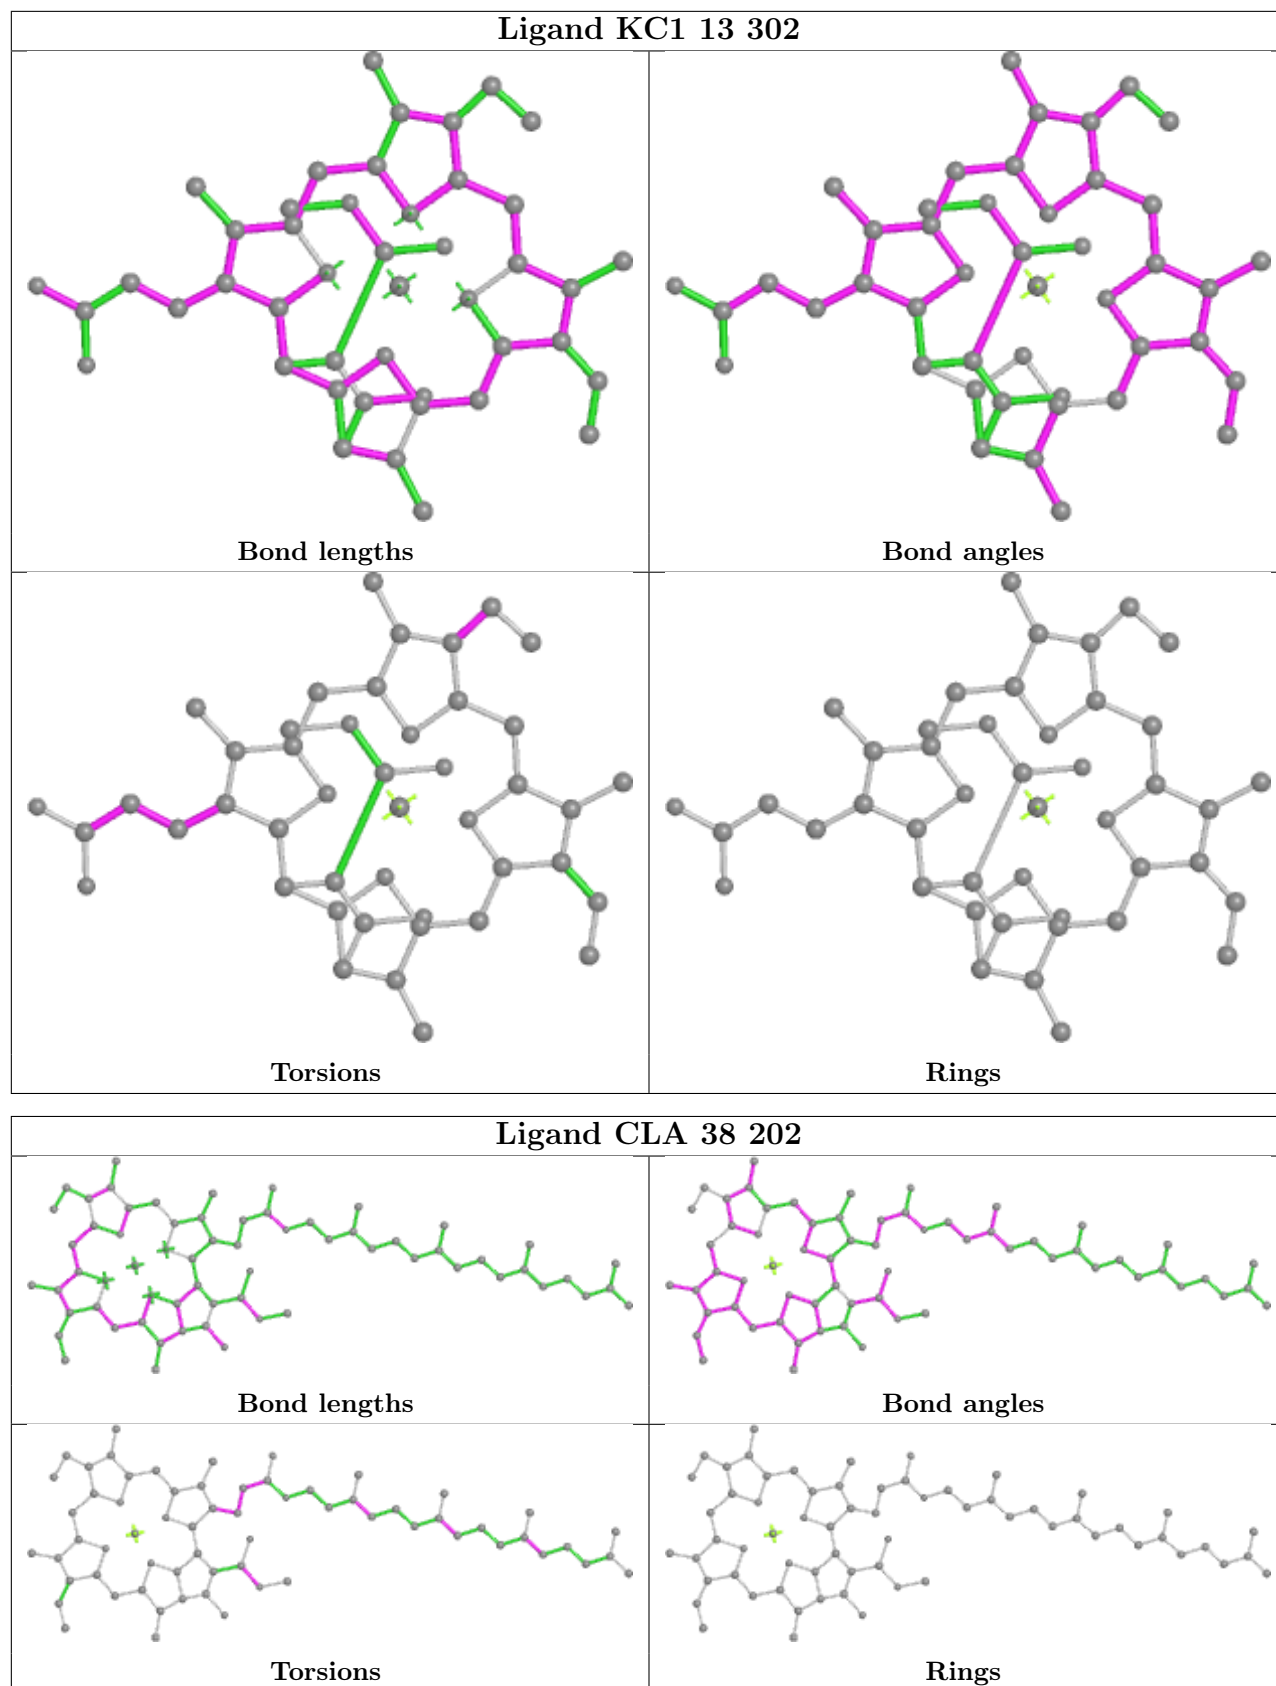 Ligand KC1 13 302
Bond lengths
Bond angles
Torsions
Rings
Ligand CLA 38 202
Bond lengths
Bond angles
Torsions
Rings